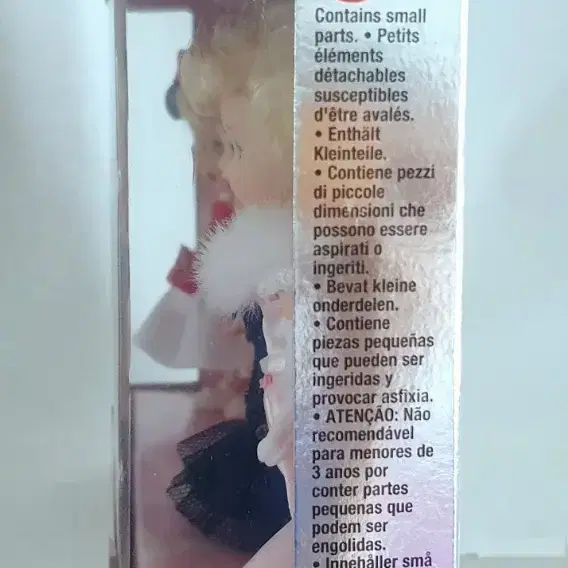 Contains small
parts. • Petits
éléments
détachables
susceptibles
d'être avalés.
• Enthält
Kleinteile.
• Contiene pezzi
di piccole
dimensioni che
possono essere
aspirati o
ingeriti.
• Bevat kleine
onderdelen.
• Contiene
piezas pequeñas
que pueden ser
ingeridas y
provocar asfixia.
• ATENÇÃO: Não
recomendável
para menores de
3 anos por
conter partes
pequenas que
podem ser
engolidas.
• Innehåller små